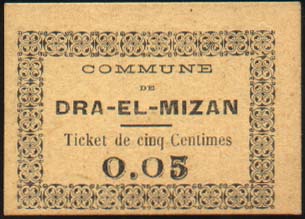 COMMUNE
DE
DRA-EL-MIZAN
Ticket de cinq Centimes
0.05